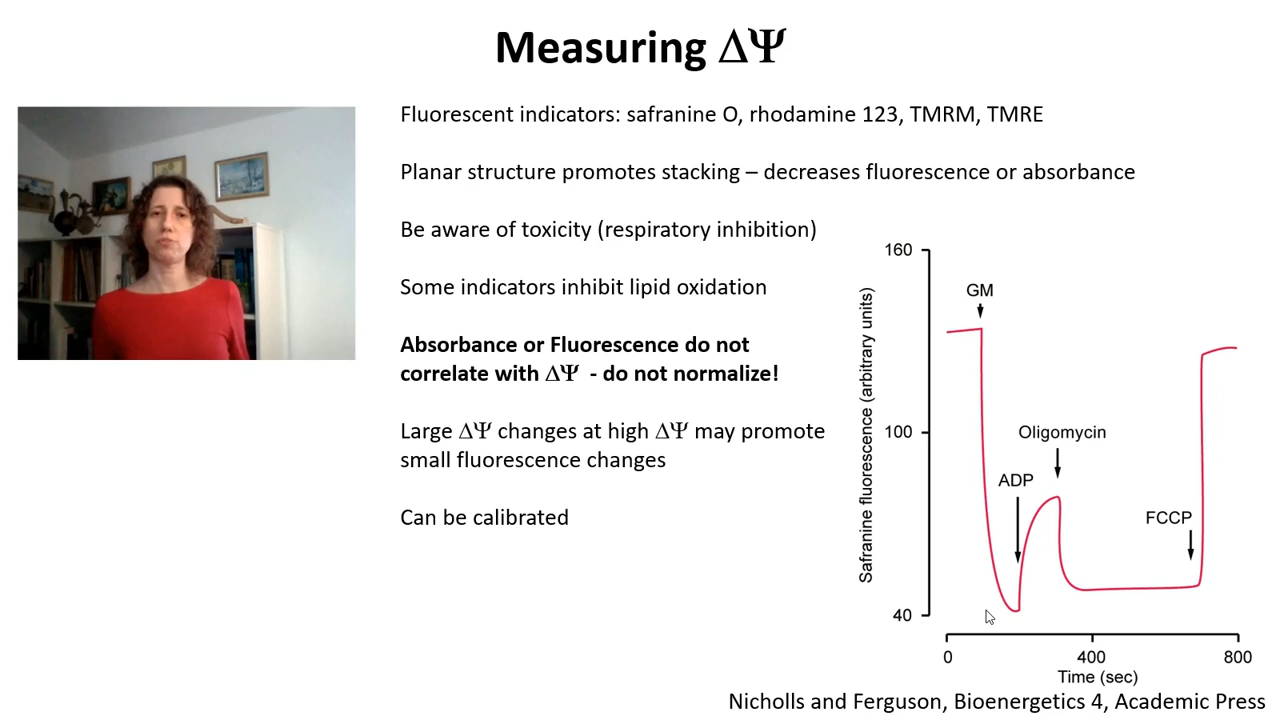 Measuring ΔΨ
Fluorescent indicators: safranine O, rhodamine 123, TMRM, TMRE
Planar structure promotes stacking – decreases fluorescence or absorbance
Be aware of toxicity (respiratory inhibition)
Some indicators inhibit lipid oxidation
Absorbance or Fluorescence do not
correlate with ΔΨ - do not normalize!
Large ΔΨ changes at high ΔΨ may promote
small fluorescence changes
Can be calibrated
Safranine fluorescence (arbitrary units)
160
100
40
GM
ADP
Oligomycin
FCCP
0
400
800
Time (sec)
Nicholls and Ferguson, Bioenergetics 4, Academic Press